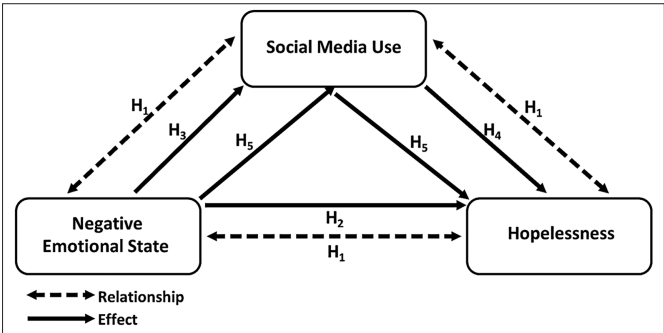 Social Media Use
H1
H3
H5
H5
H4
H1
Negative
Emotional State
H2
H1
Hopelessness
Relationship
Effect